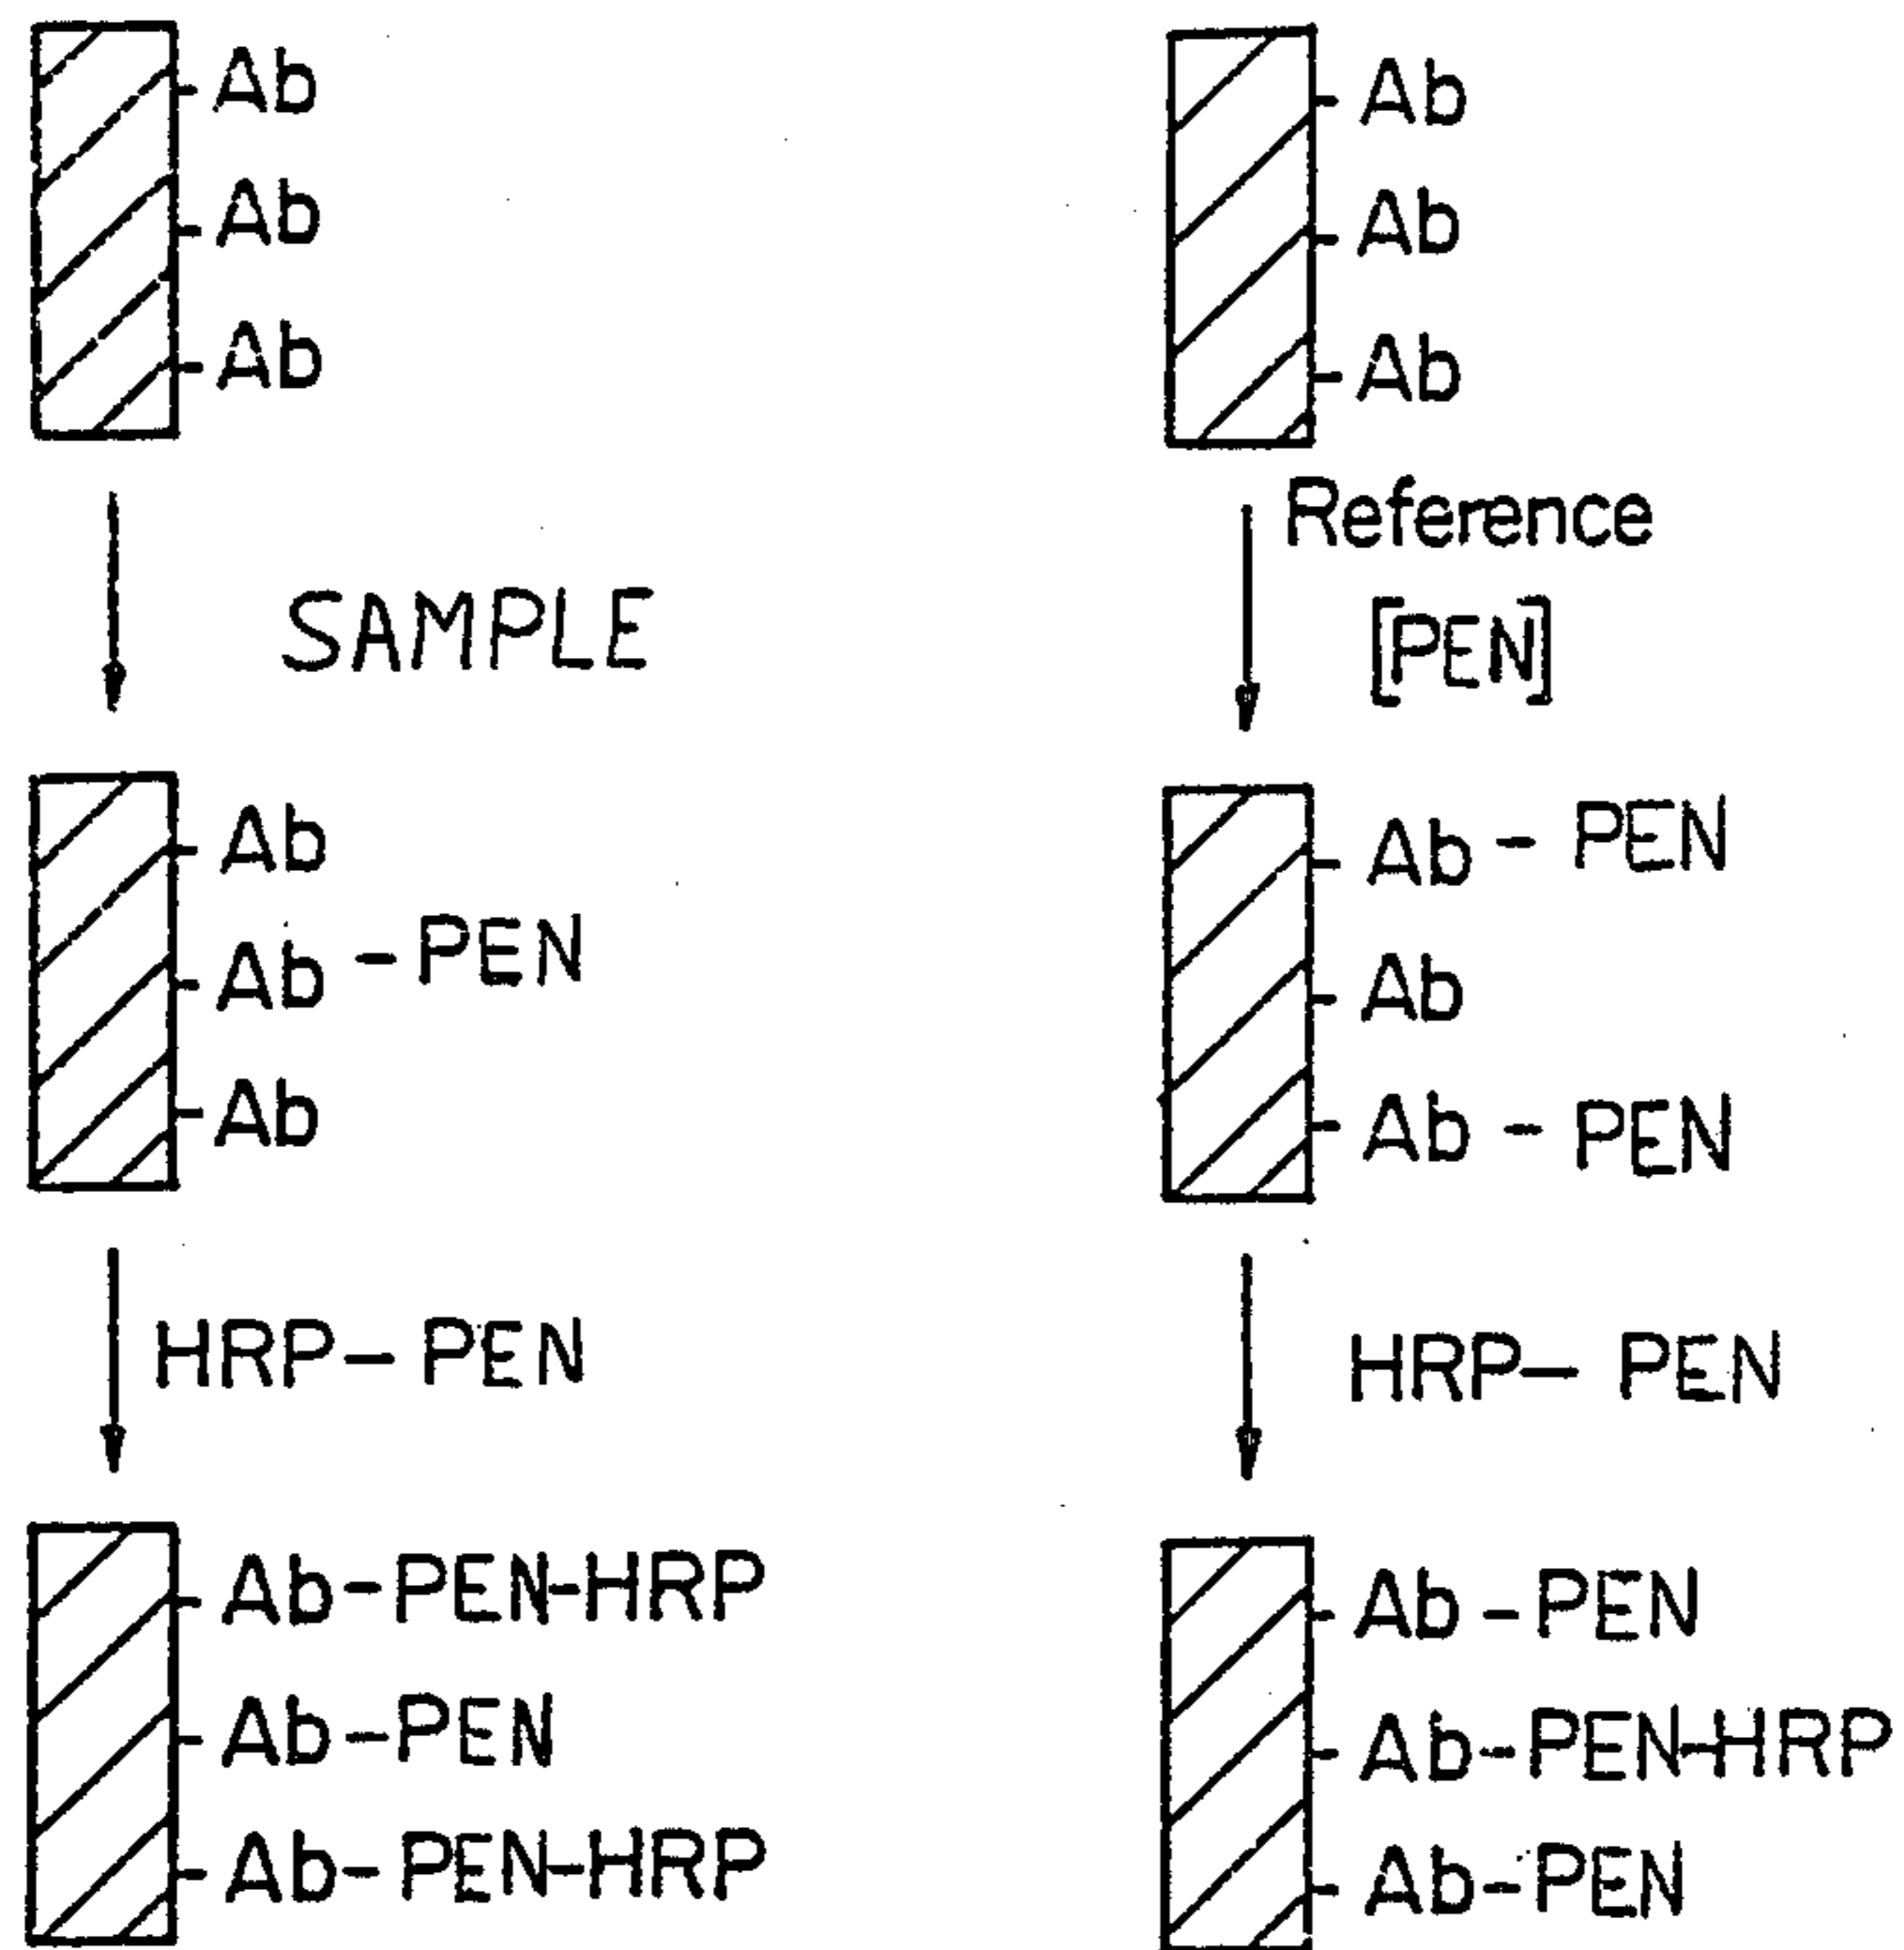 Ab
Ab
Ab
SAMPLE
Ab
Ab - PEN
Ab
HRP- PEN
Ab-PEN-HRP
Ab-PEN
Ab-PEN-HRP
Ab
Ab
Ab
Reference
[PEN]
Ab - PEN
Ab
Ab - PEN
HRP- PEN
Ab-PEN
Ab-PEN-HRP
Ab-PEN